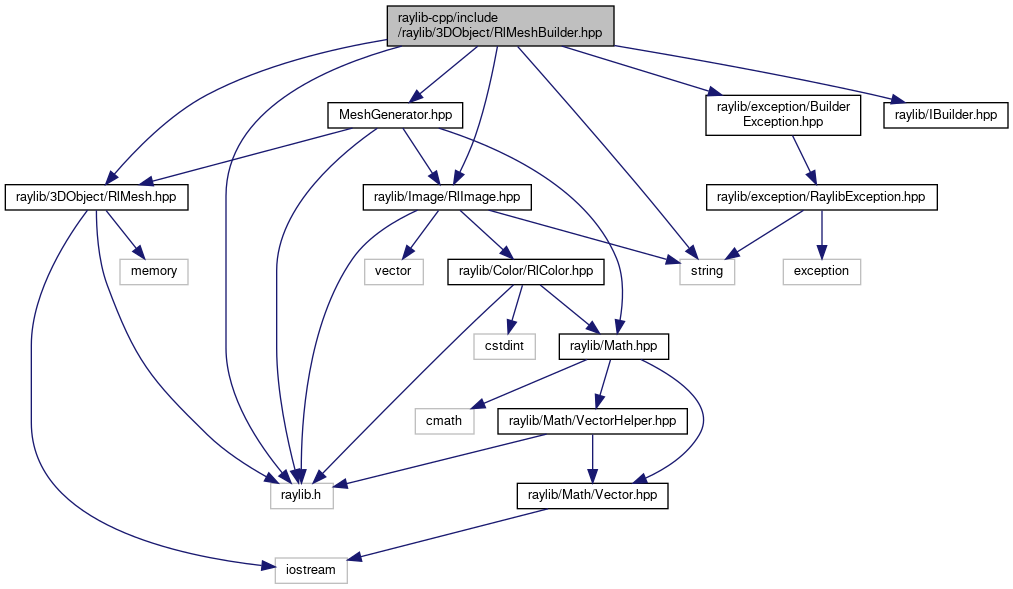 raylib-cpp/include
/raylib/3DObject/RlMeshBuilder.hpp
raylib/exception/Builder
Exception.hpp
MeshGenerator.hpp
raylib/IBuilder.hpp
raylib/3DObject/RlMesh.hpp
raylib/Image/RlImage.hpp
raylib/exception/RaylibException.hpp
memory
vector
raylib/Color/RlColor.hpp
string
exception
cstdint
raylib/Math.hpp
cmath
raylib/Math/VectorHelper.hpp
raylib.h
raylib/Math/Vector.hpp
iostream